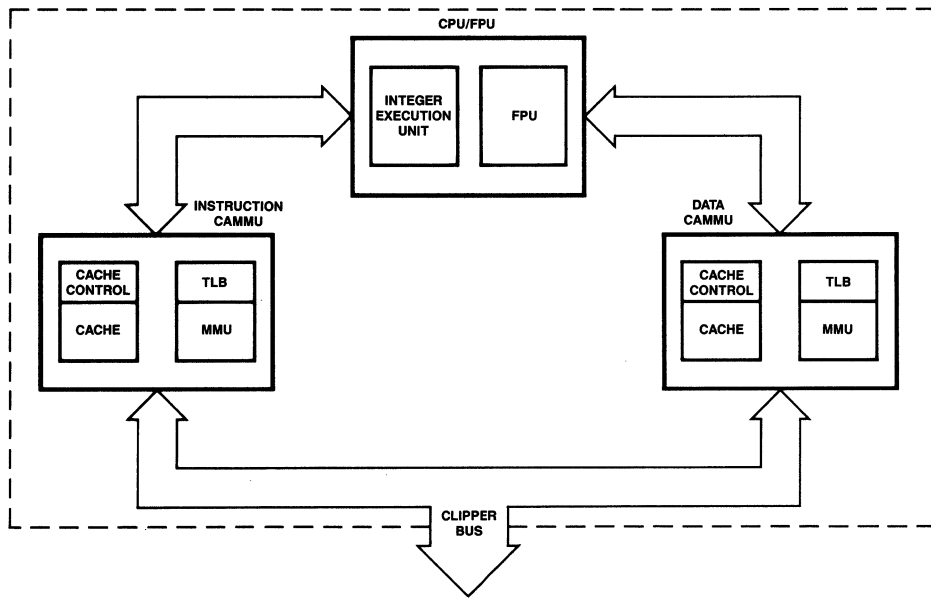 CPU/FPU
INTEGER
EXECUTION
UNIT
FPU
INSTRUCTION
CAMMU
DATA
CAMMU
CACHE
CONTROL
TLB
CACHE
MMU
CACHE
CONTROL
TLB
CACHE
MMU
CLIPPER
BUS